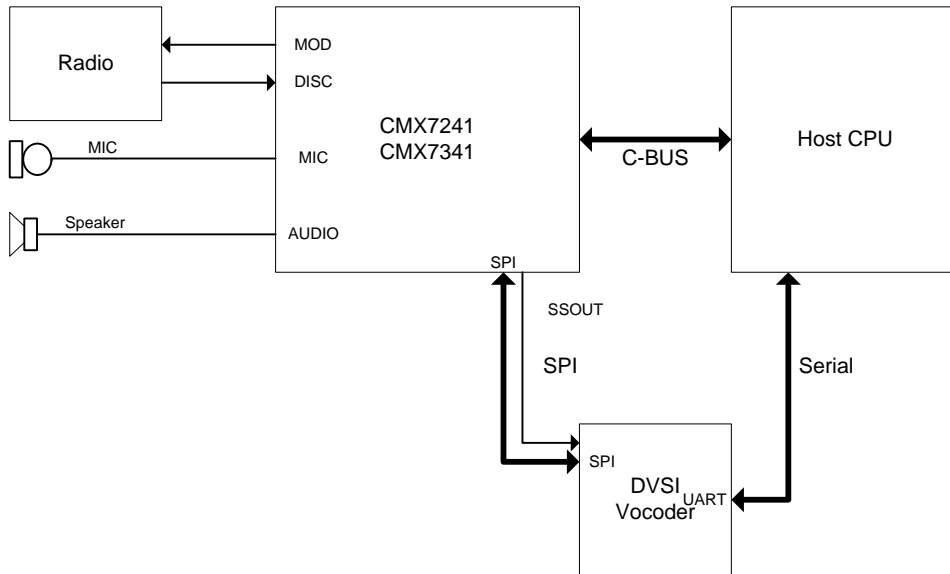 Radio
MOD
DISC
CMX7241
CMX7341
MIC
MIC
Speaker
AUDIO
C-BUS
Host CPU
SPI
SSOUT
SPI
Serial
SPI
DVSI
Vocoder
UART